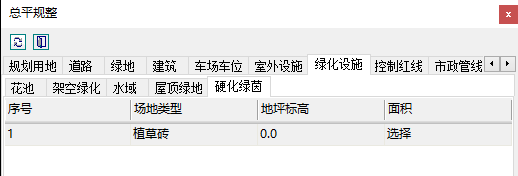 总平规整
规划用地 道路 绿地 建筑 车场车位 室外设施 绿化设施 控制红线 市政管线
花池 架空绿化 水域 屋顶绿地 硬化绿茵
序号 场地类型 地坪标高 面积
1 植草砖 0.0 选择